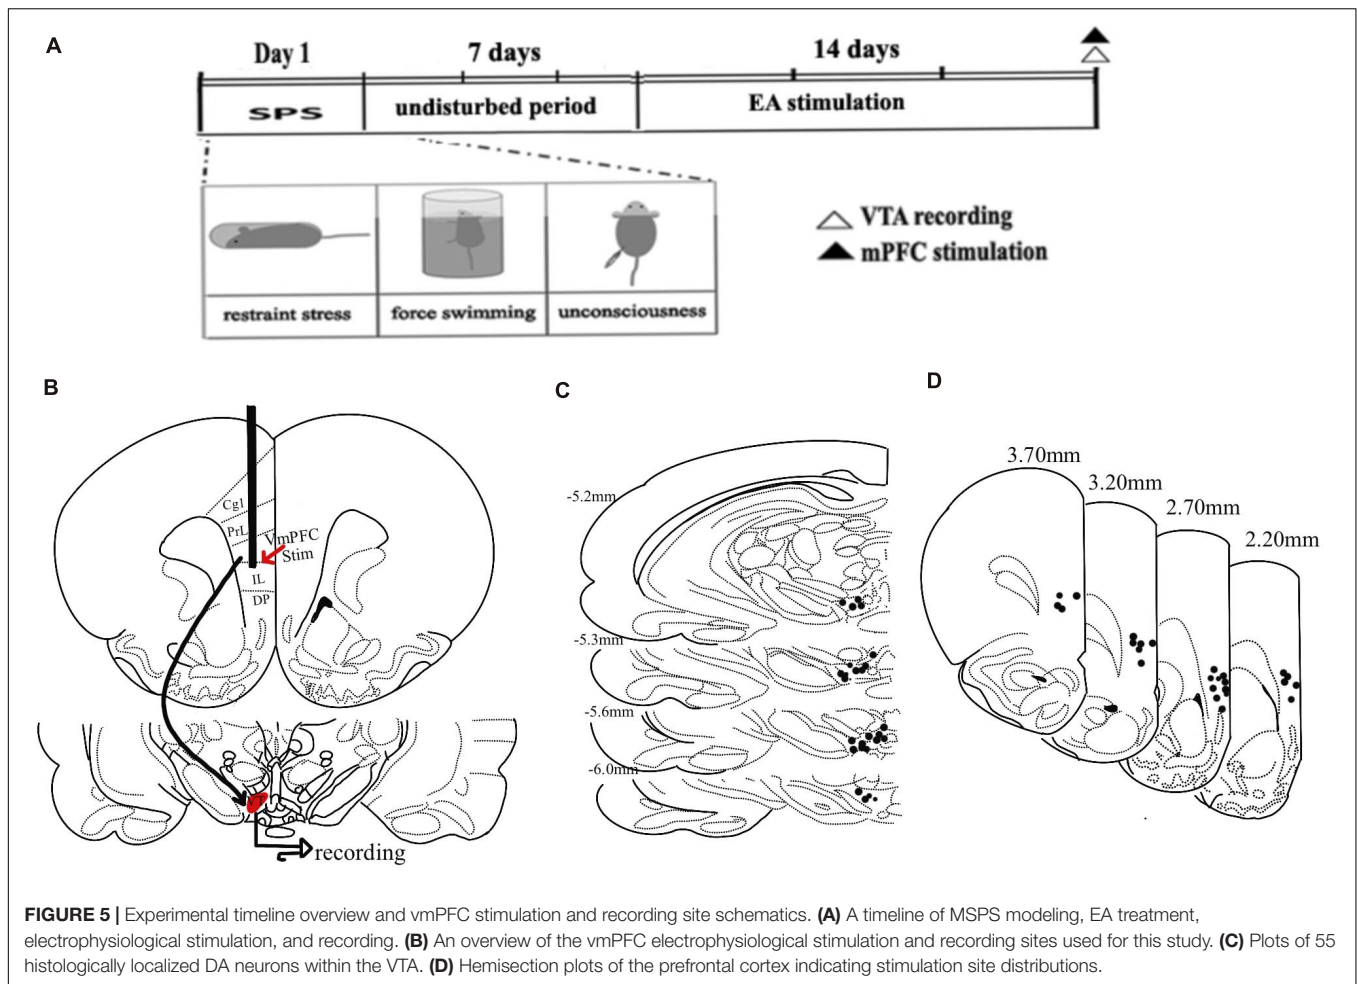 A
Day 1
7 days
14 days
SPS
undisturbed period
EA stimulation
restraint stress
force swimming
unconsciousness
VTA recording
mPFC stimulation
B
Cg1
PrL
VmPFC
Stim
IL
DP
recording
C
-5.2mm
-5.3mm
-5.6mm
-6.0mm
D
3.70mm
3.20mm
2.70mm
2.20mm
FIGURE 5 | Experimental timeline overview and vmPFC stimulation and recording site schematics. (A) A timeline of MSPS modeling, EA treatment,
electrophysiological stimulation, and recording. (B) An overview of the vmPFC electrophysiological stimulation and recording sites used for this study. (C) Plots of 55
histologically localized DA neurons within the VTA. (D) Hemisection plots of the prefrontal cortex indicating stimulation site distributions.